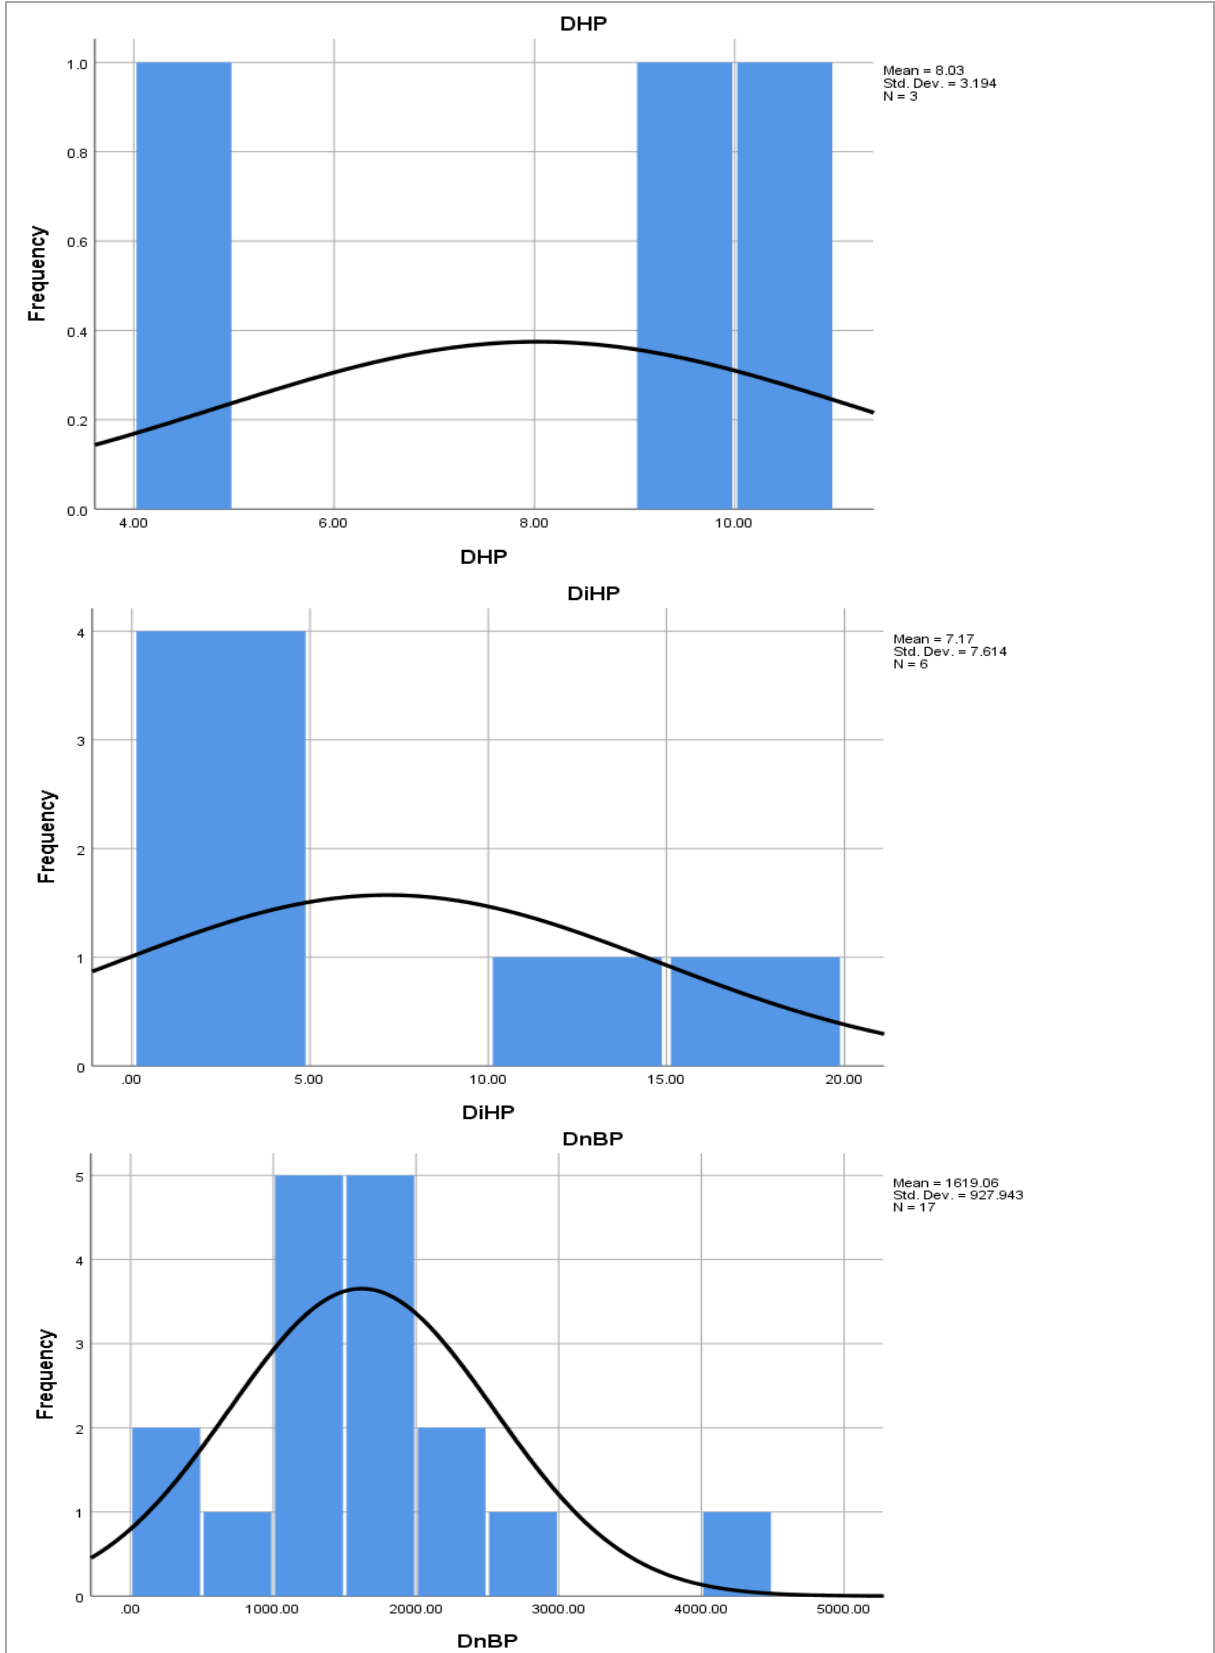 DHP
1.0
0.8
0.6
0.4
0.2
0.0
Frequency
4.00 6.00 8.00 10.00
DHP
Mean = 8.03
Std. Dev. = 3.194
N = 3
DiHP
4
3
2
1
0
Frequency
.00 5.00 10.00 15.00 20.00
DiHP
Mean = 7.17
Std. Dev. = 7.614
N = 6
DnBP
5
4
3
2
1
0
Frequency
.00 1000.00 2000.00 3000.00 4000.00 5000.00
DnBP
Mean = 1619.06
Std. Dev. = 927.943
N = 17